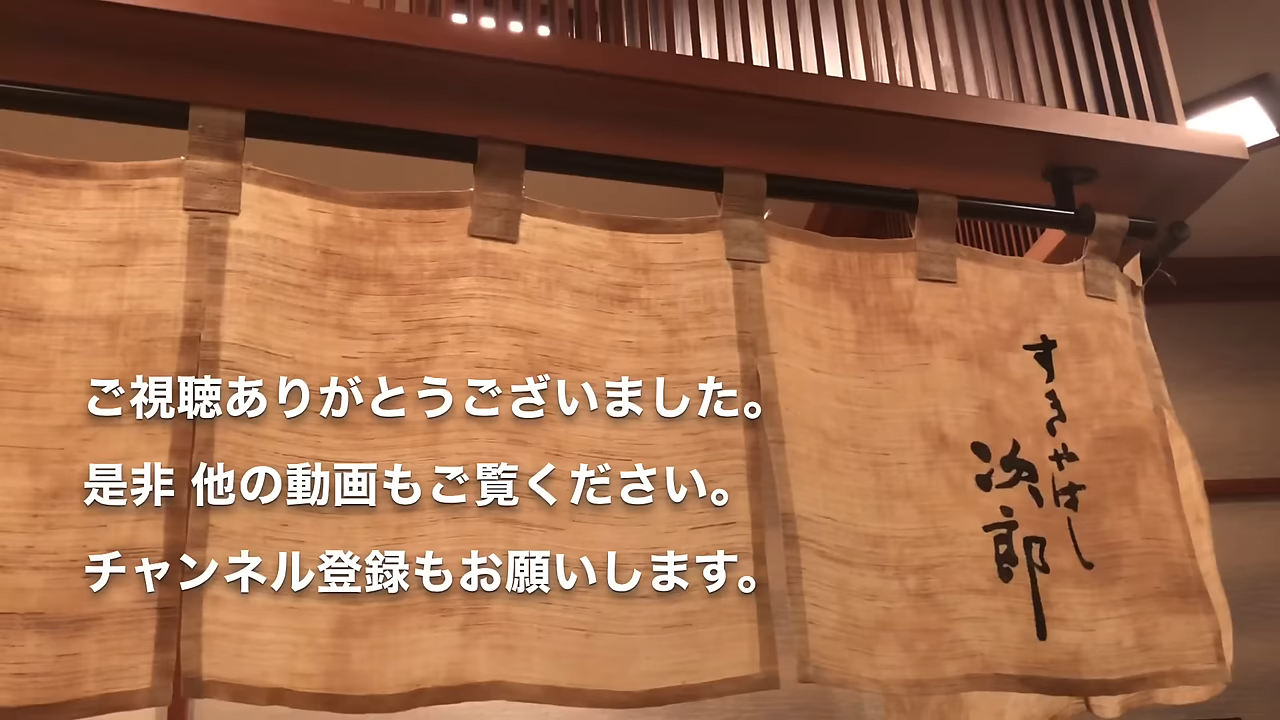 ご視聴ありがとうございました。
是非 他の動画もご覧ください。
チャンネル登録もお願いします。
すきやばし
次郎